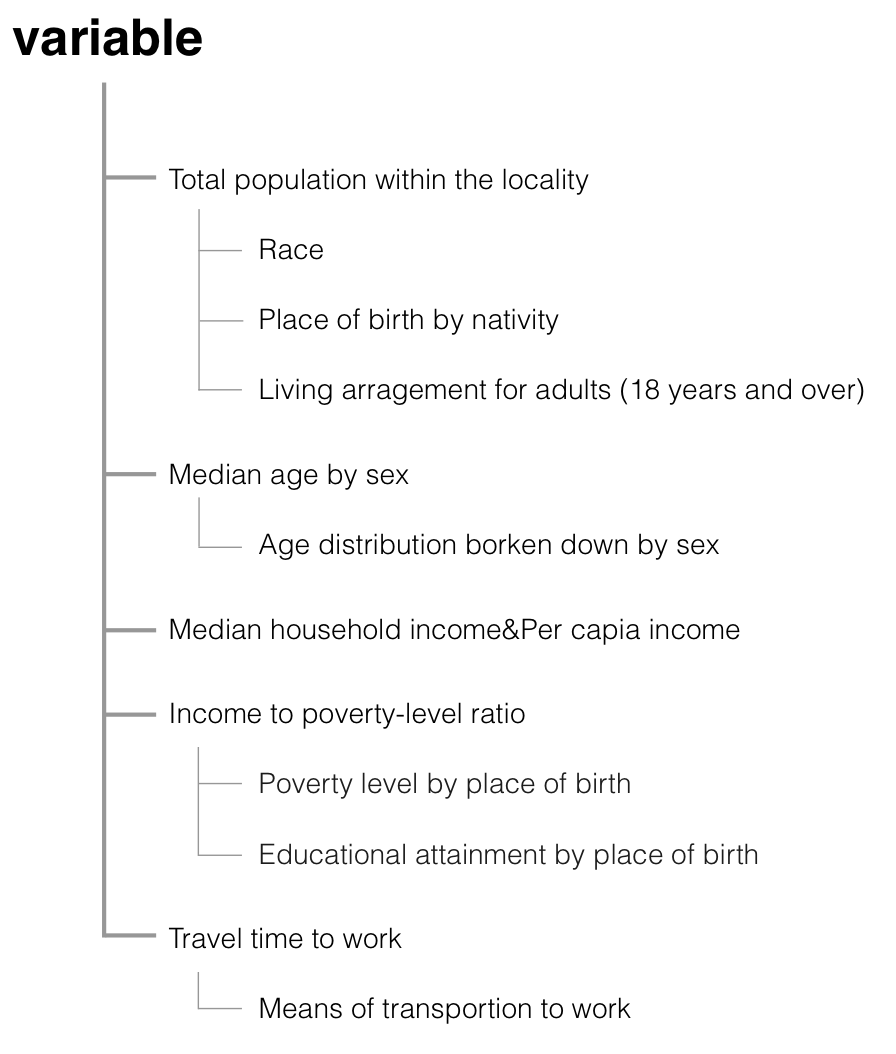 variable
Total population within the locality
Race
Place of birth by nativity
Living arragement for adults (18 years and over)
Median age by sex
Age distribution borken down by sex
Median household income&Per capia income
Income to poverty-level ratio
Poverty level by place of birth
Educational attainment by place of birth
Travel time to work
Means of transportion to work